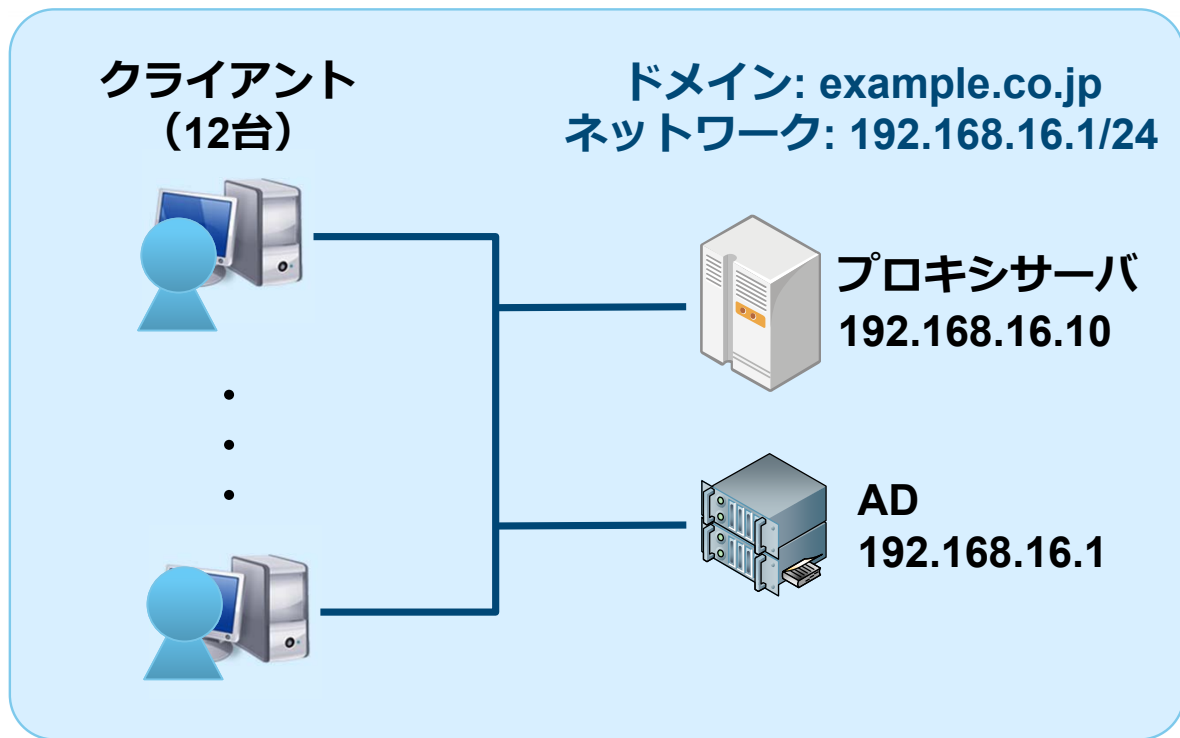 クライアント
（12台）
ドメイン: example.co.jp
ネットワーク: 192.168.16.1/24
プロキシサーバ
192.168.16.10
・
・
・
AD
192.168.16.1